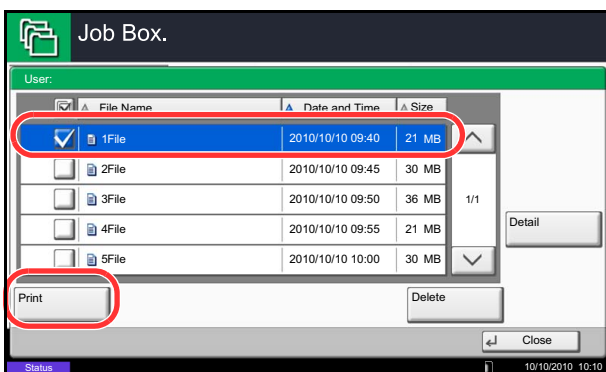 Job Box.
User:
File Name Date and Time Size
1File 2010/10/10 09:40 21 MB
2File 2010/10/10 09:45 30 MB
3File 2010/10/10 09:50 36 MB 1/1
4File 2010/10/10 09:55 21 MB
Detail
5File 2010/10/10 10:00 30 MB
Print Delete
Close
Status 10/10/2010 10:10